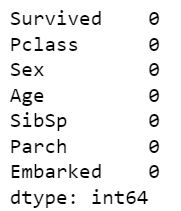 Survived    0
Pclass      0
Sex         0
Age         0
SibSp       0
Parch       0
Embarked    0
dtype: int64